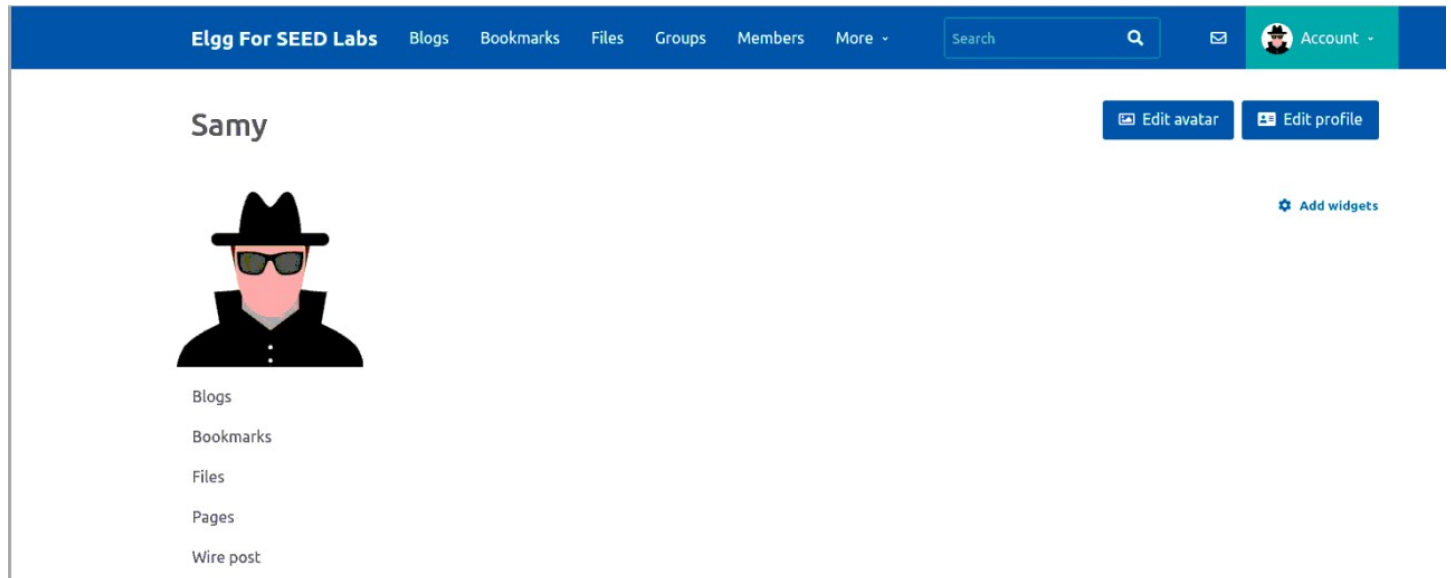 Elgg For SEED Labs Blogs Bookmarks Files Groups Members More Search Account
Samy
Edit avatar Edit profile
Add widgets
Blogs
Bookmarks
Files
Pages
Wire post